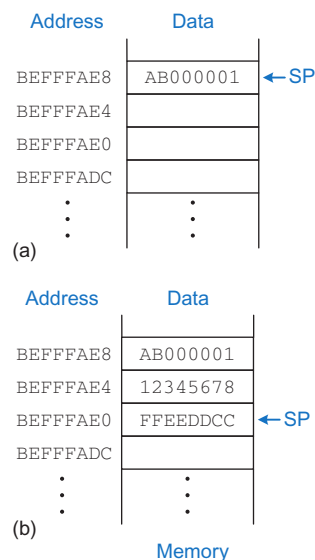 Address Data
BEFFFAE8 AB000001 SP
BEFFFAE4
BEFFFAE0
BEFFFADC
(a)
Address Data
BEFFFAE8 AB000001
BEFFFAE4 12345678
BEFFFAE0 FFEEDDCC SP
BEFFFADC
(b)
Memory